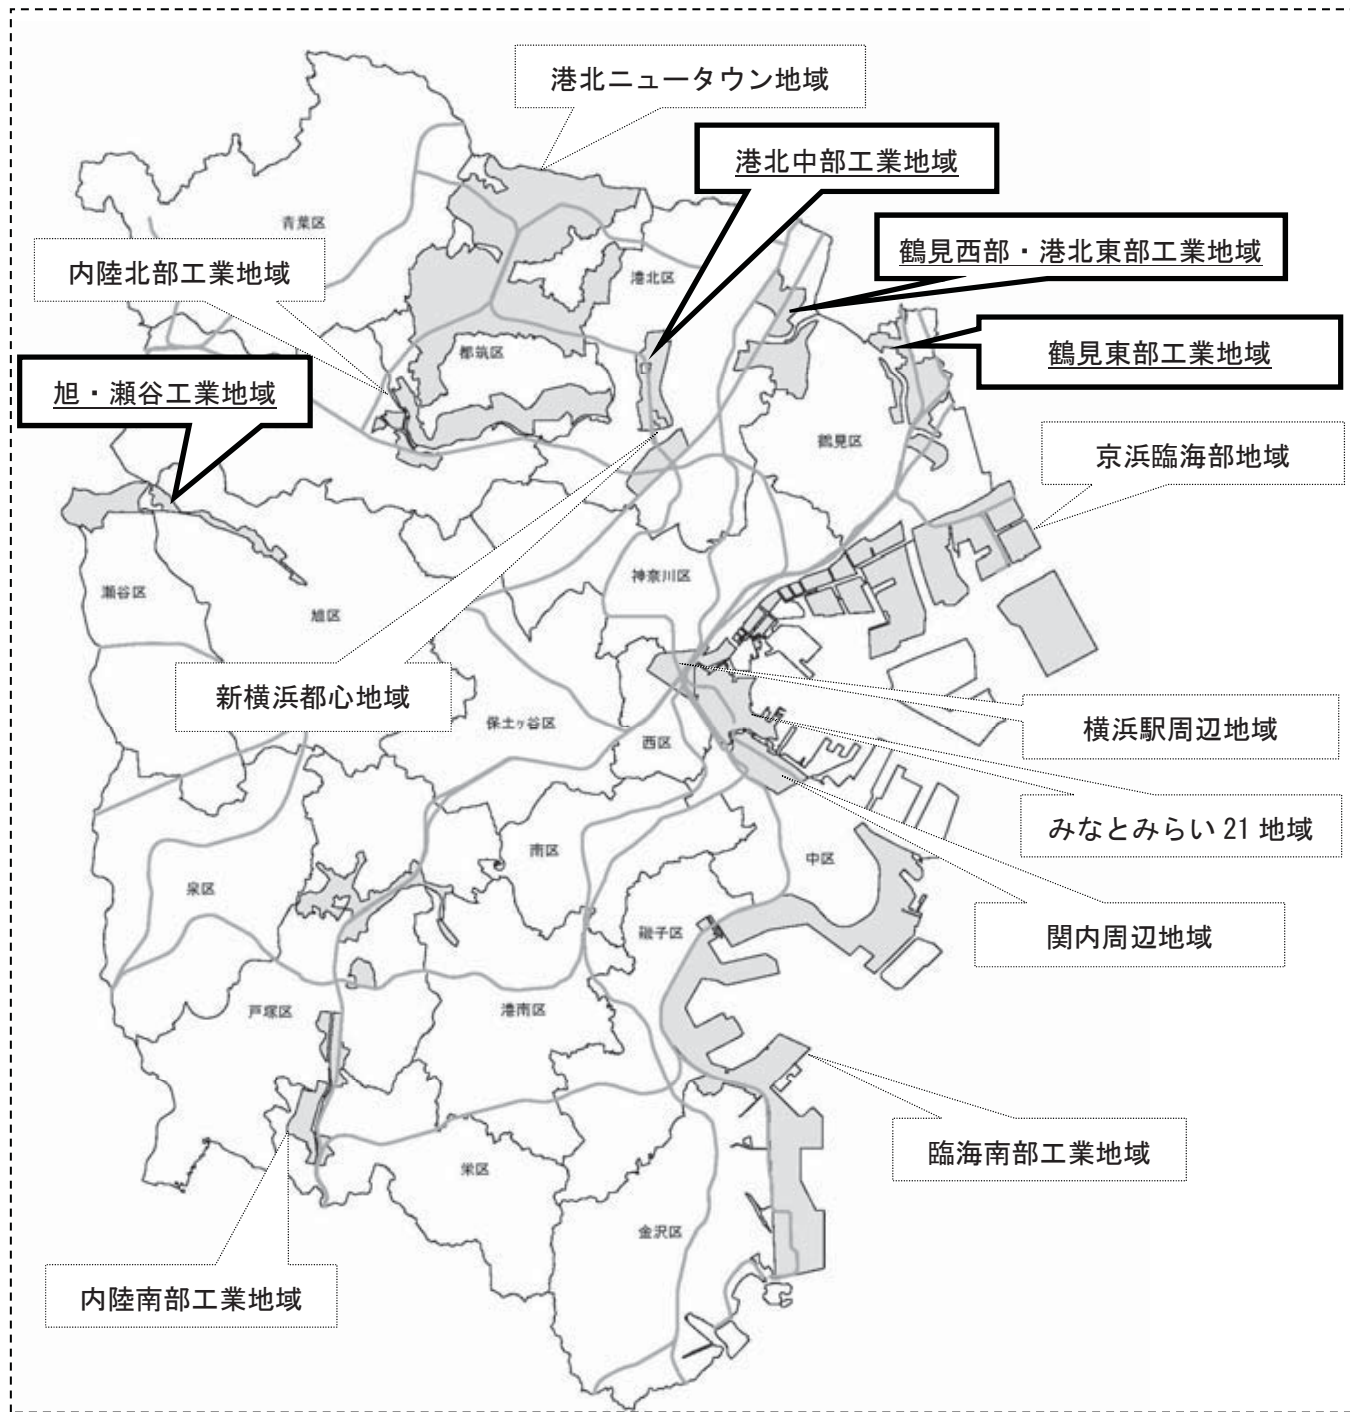 港北ニュータウン地域
港北中部工業地域
青葉区
鶴見西部・港北東部工業地域
内陸北部工業地域
港北区
都筑区
鶴見東部工業地域
旭・瀬谷工業地域
鶴見区
京浜臨海部地域
神奈川区
瀬谷区
旭区
新横浜都心地域
保土ヶ谷区
横浜駅周辺地域
西区
みなとみらい 21 地域
南区
中区
泉区
磯子区
関内周辺地域
戸塚区
港南区
臨海南部工業地域
栄区
金沢区
内陸南部工業地域